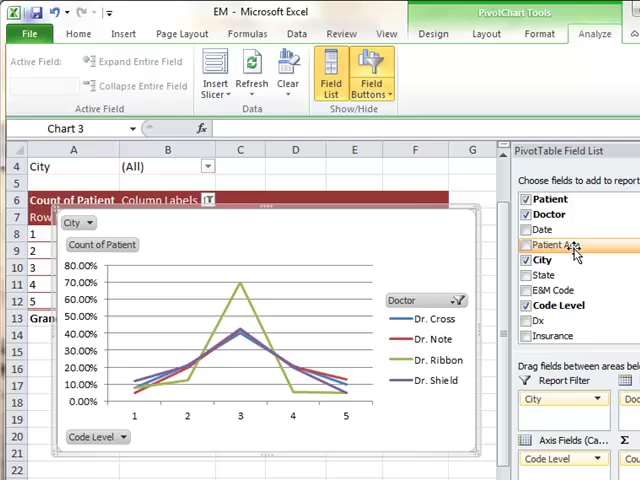 EM - Microsoft Excel
PivotChart Tools
File Home Insert Page Layout Formulas Data Review View Design Layout Format Analyze
Active Field:
Expand Entire Field
Collapse Entire Field
Active Field
Insert Slicer
Refresh
Clear
Data
Field List
Field Buttons
Show/Hide
Chart 3
fx
A B C D E F G
4 City (All)
5
6 Count of Patient Column Labels
7 Row
8 1
9 2
10 3
11 4
12 5
13 Gran
14
15
16
17
18
19
20
21
22
City
Count of Patient
80.00%
70.00%
60.00%
50.00%
40.00%
30.00%
20.00%
10.00%
0.00%
1 2 3 4 5
Code Level
Doctor
Dr. Cross
Dr. Note
Dr. Ribbon
Dr. Shield
PivotTable Field List
Choose fields to add to report
Patient
Doctor
Date
Patient A
City
State
E&M Code
Code Level
Dx
Insurance
Drag fields between areas bel
Report Filter
City
Doc
Axis Fields (Ca...
Σ
Code Level
Cou